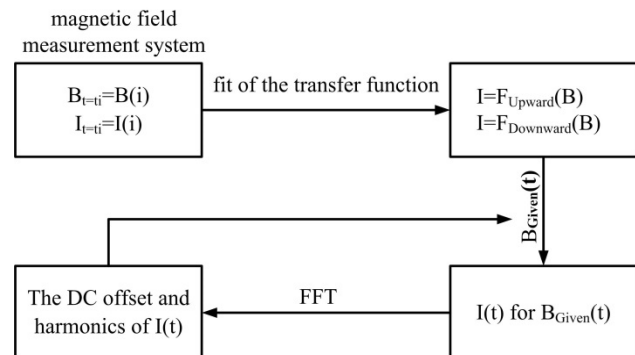 magnetic field
measurement system
B_{t=ti}=B(i)
I_{t=ti}=I(i)
fit of the transfer function
I=F_{Upward}(B)
I=F_{Downward}(B)
B_{Given}(t)
The DC offset and
harmonics of I(t)
FFT
I(t) for B_{Given}(t)